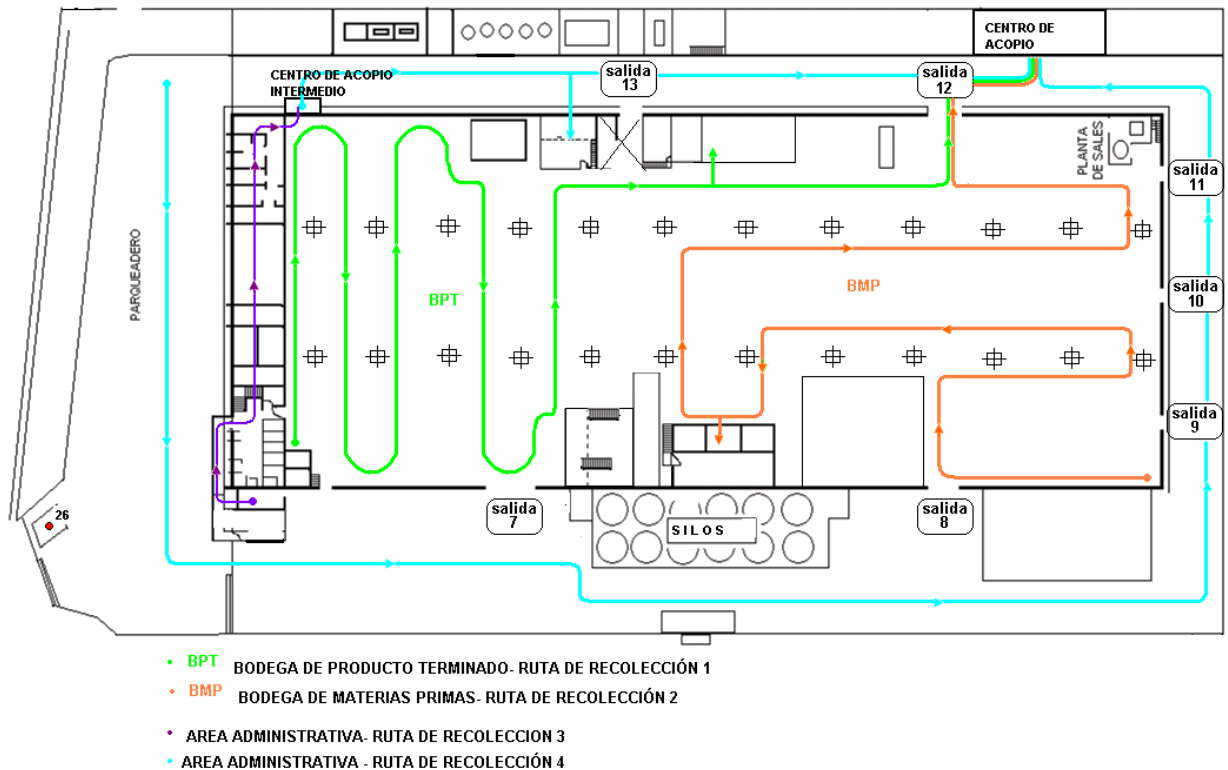 CENTRO DE
ACOPIO
CENTRO DE ACOPIO
INTERMEDIO
salida
13
salida
12
PLANTA
DE SALES
salida
11
PARQUEADERO
BPT
BMP
salida
10
salida
9
26
salida
7
SILOS
salida
8
BPT BODEGA DE PRODUCTO TERMINADO- RUTA DE RECOLECCIÓN 1
BMP BODEGA DE MATERIAS PRIMAS- RUTA DE RECOLECCIÓN 2
AREA ADMINISTRATIVA- RUTA DE RECOLECCION 3
AREA ADMINISTRATIVA - RUTA DE RECOLECCIÓN 4